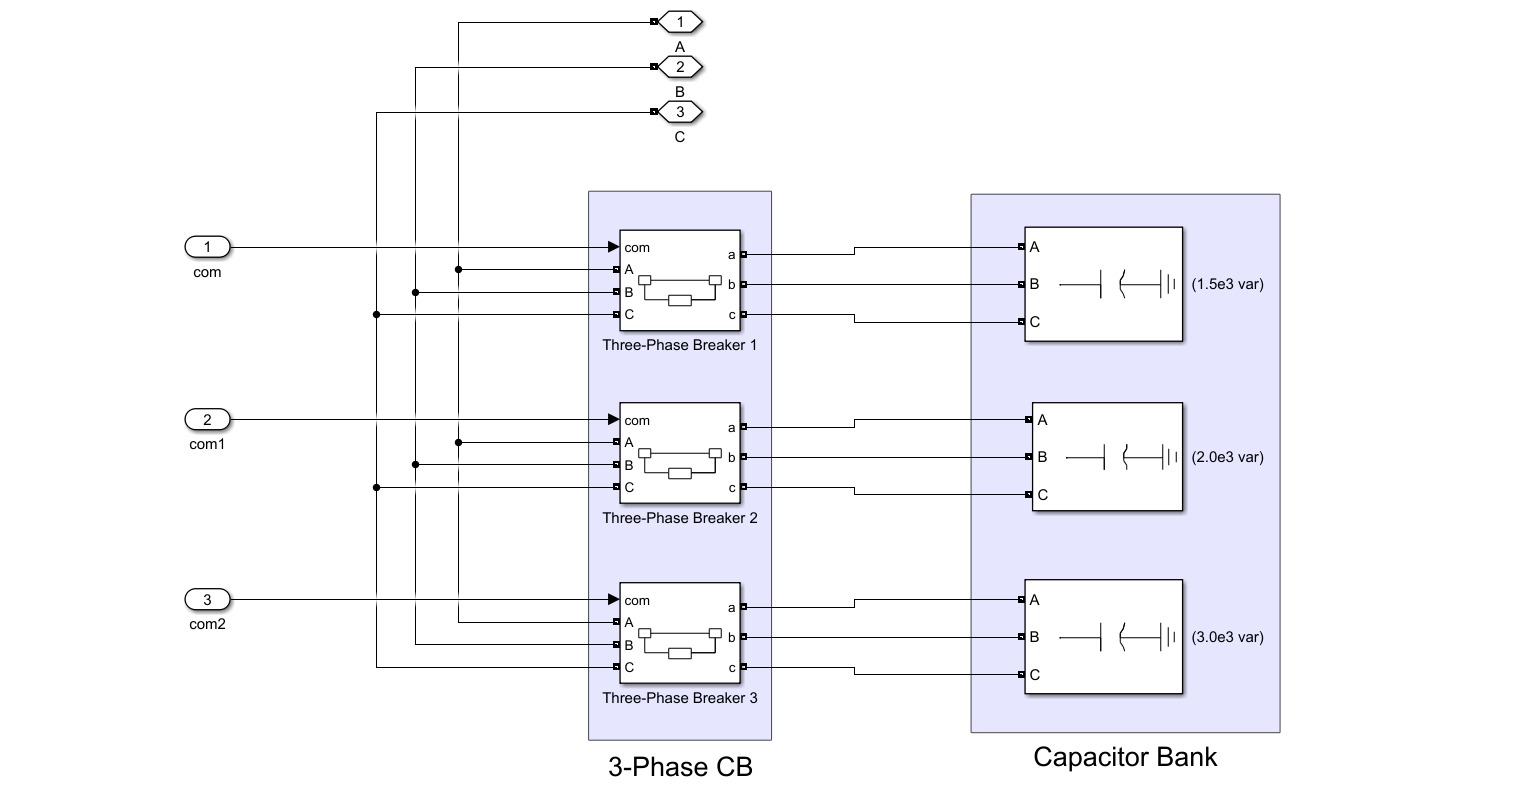 1
A
2
B
3
C
1
com
com
A
B
C
a
b
c
Three-Phase Breaker 1
A
B
C
(1.5e3 var)
2
com1
com
A
B
C
a
b
c
Three-Phase Breaker 2
A
B
C
(2.0e3 var)
3
com2
com
A
B
C
a
b
c
Three-Phase Breaker 3
A
B
C
(3.0e3 var)
3-Phase CB
Capacitor Bank